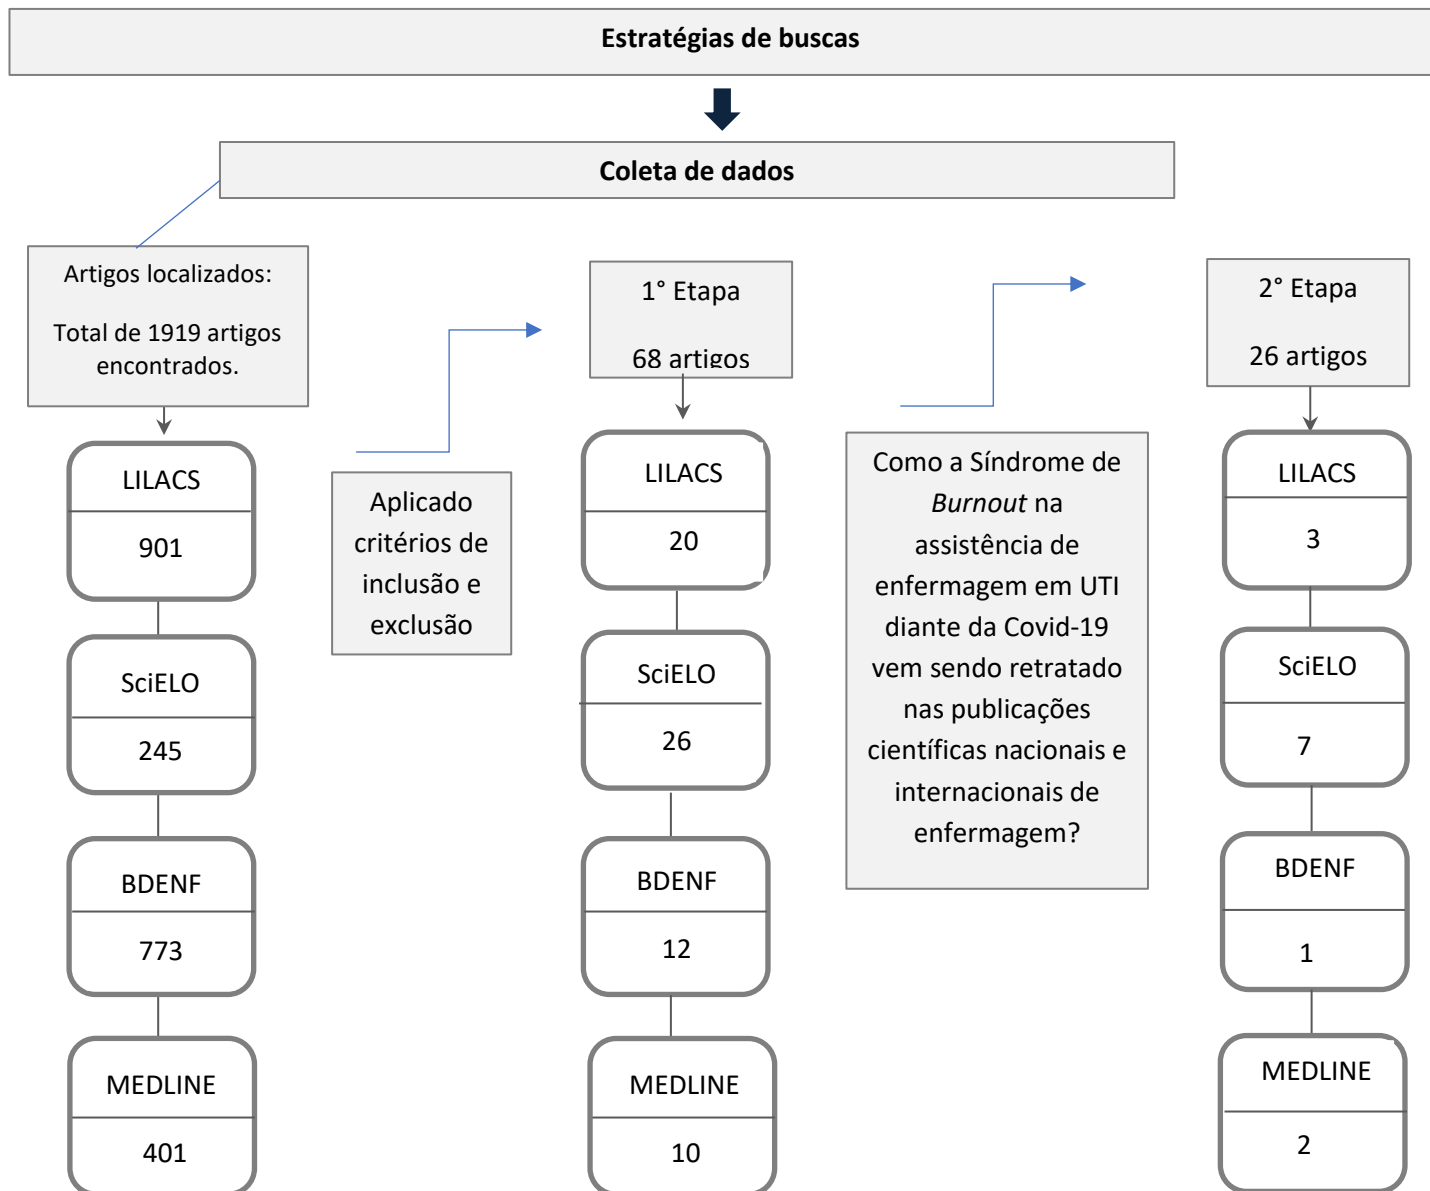 Estratégias de buscas
Coleta de dados
Artigos localizados:
Total de 1919 artigos
encontrados.
LILACS
901
SciELO
245
BDENF
773
MEDLINE
401
Aplicado
critérios de
inclusão e
exclusão
1° Etapa
68 artigos
LILACS
20
SciELO
26
BDENF
12
MEDLINE
10
Como a Síndrome de
Burnout na
assistência de
enfermagem em UTI
diante da Covid-19
vem sendo retratado
nas publicações
científicas nacionais e
internacionais de
enfermagem?
2° Etapa
26 artigos
LILACS
3
SciELO
7
BDENF
1
MEDLINE
2